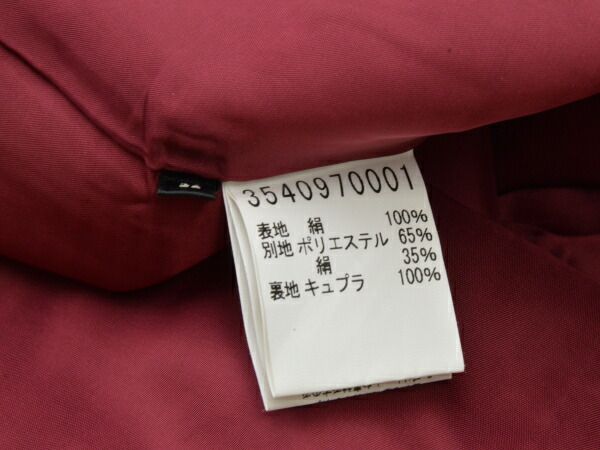 3540970001
表地 絹 100%
別地 ポリエステル 65%
絹 35%
裏地 キュプラ 100%